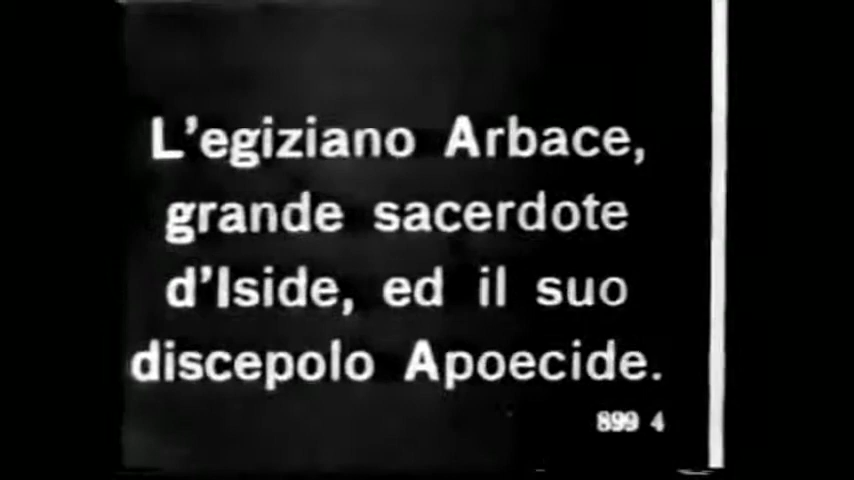 L'egiziano Arbace,
grande sacerdote
d'Iside, ed il suo
discepolo Apoecide.
899 4